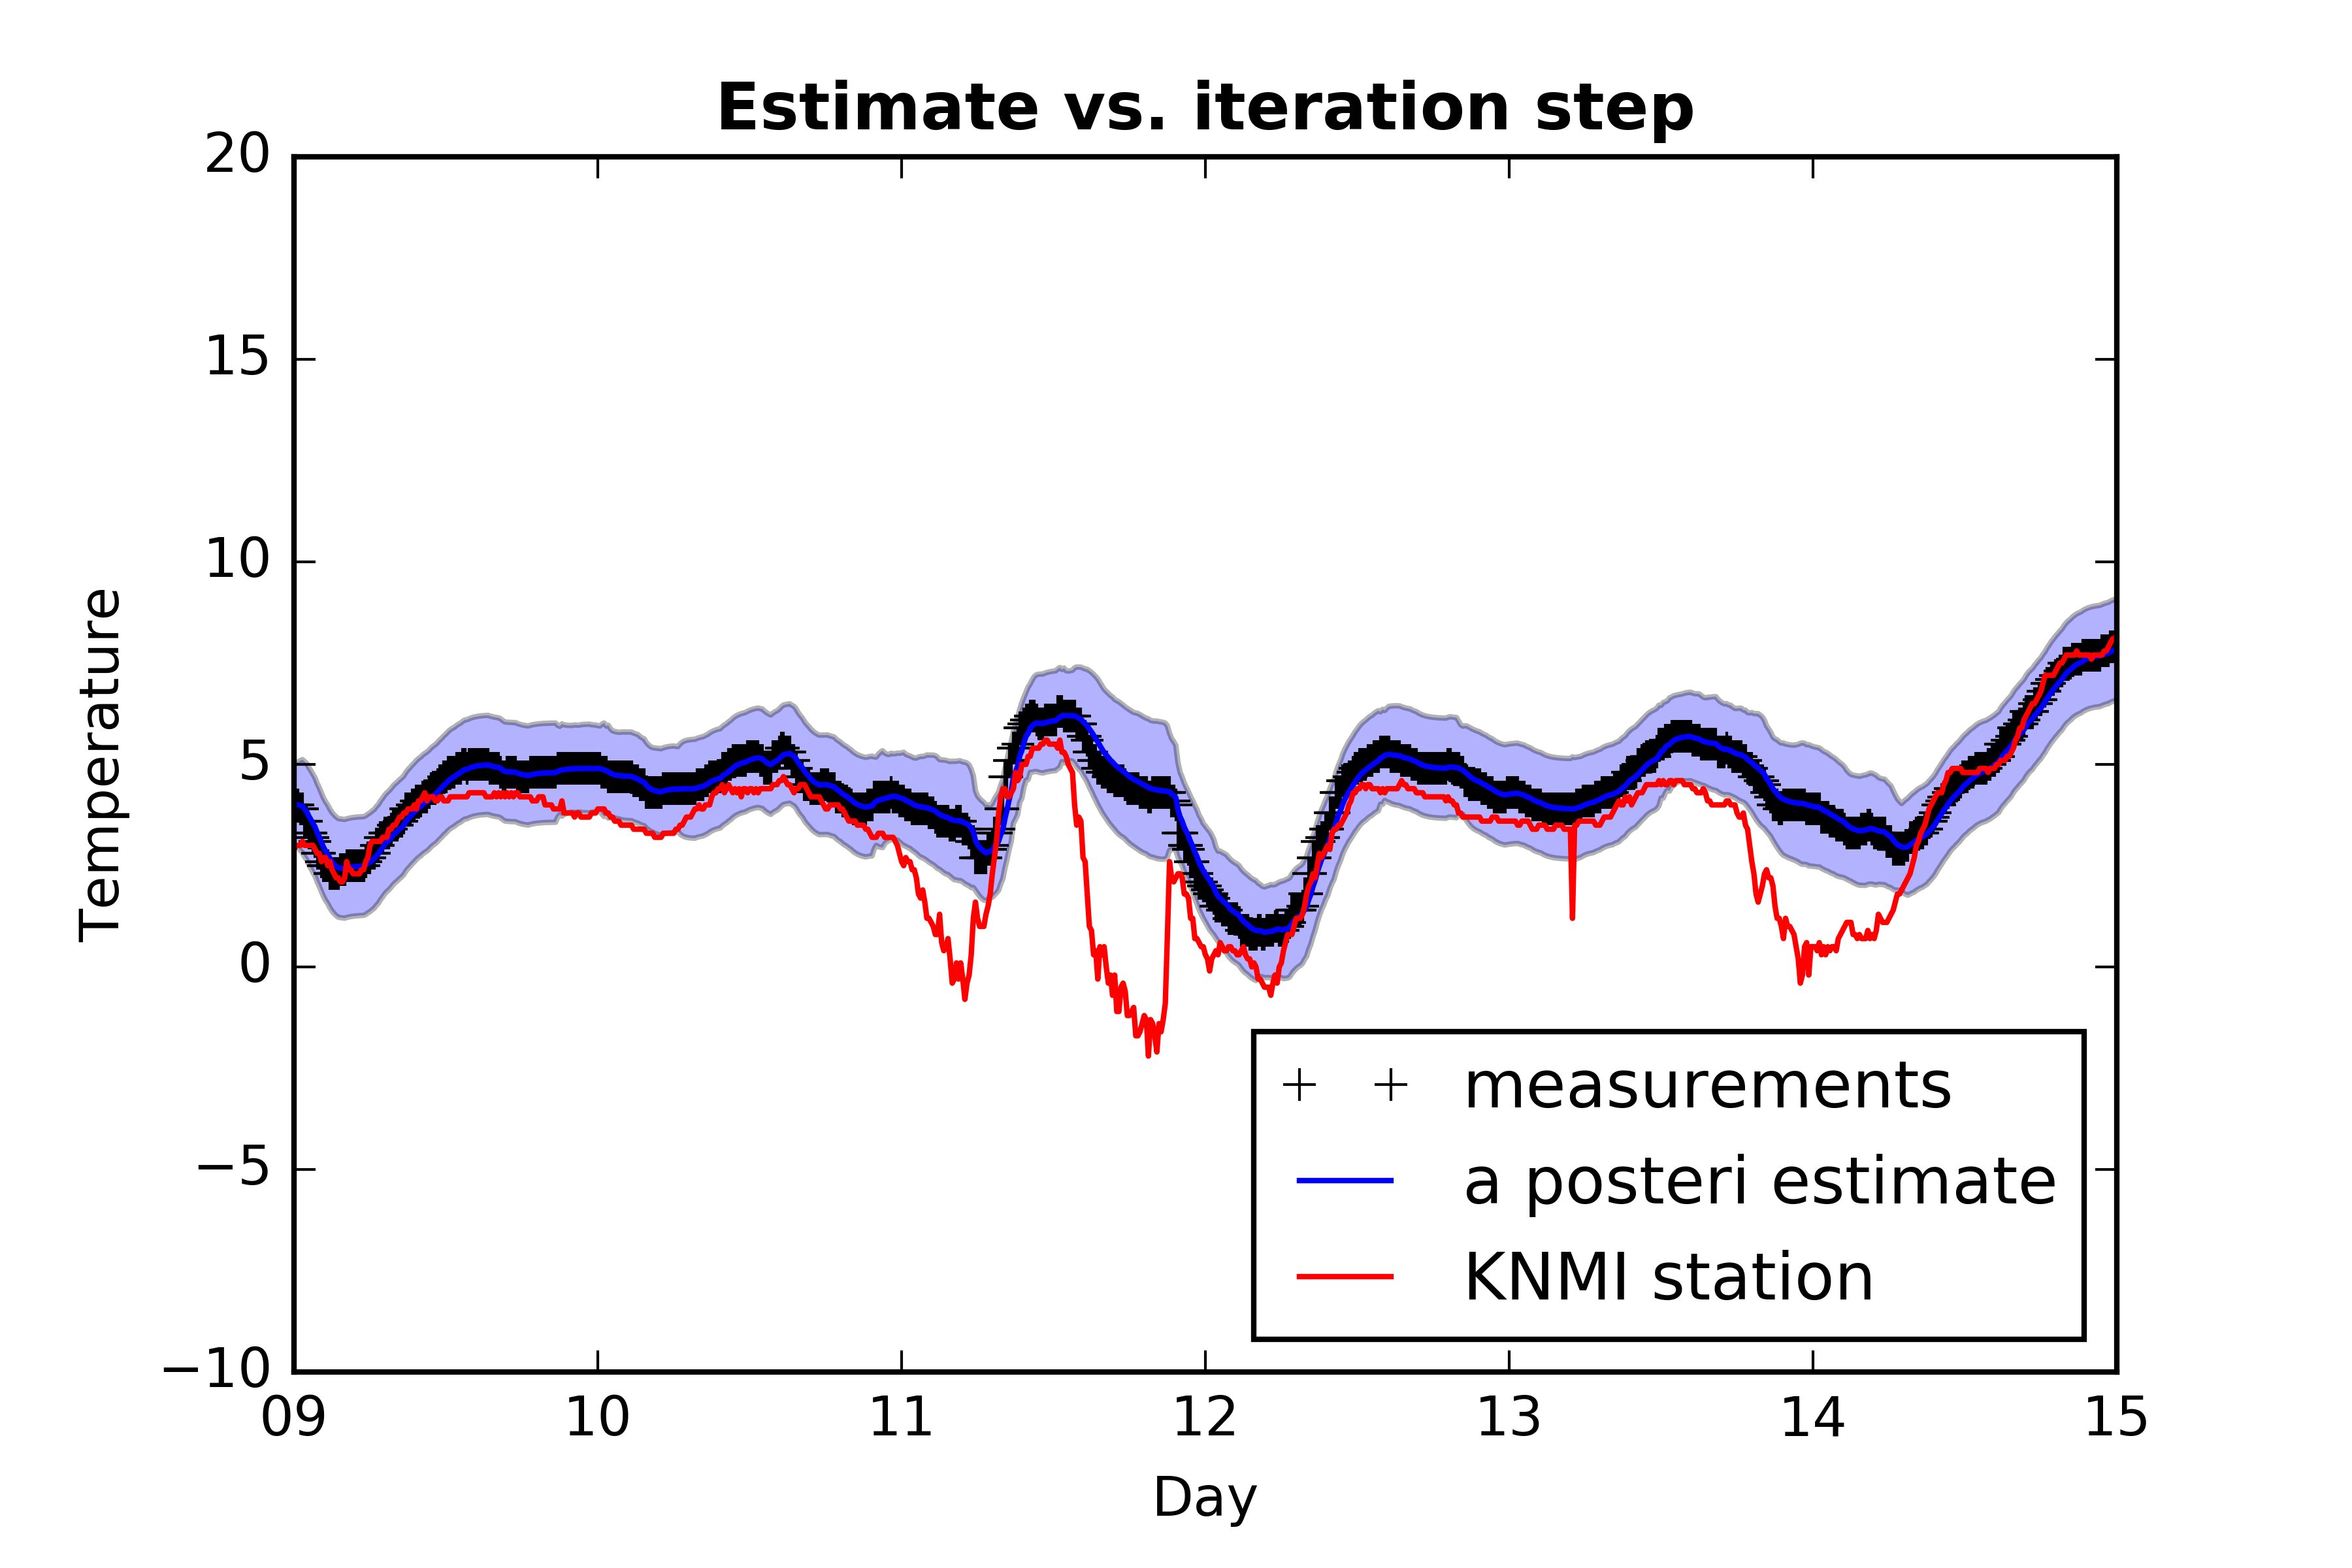 Estimate vs. iteration step
20
15
10
5
0
−5
−10
Temperature
measurements
a posteri estimate
KNMI station
09 10 11 12 13 14 15
Day